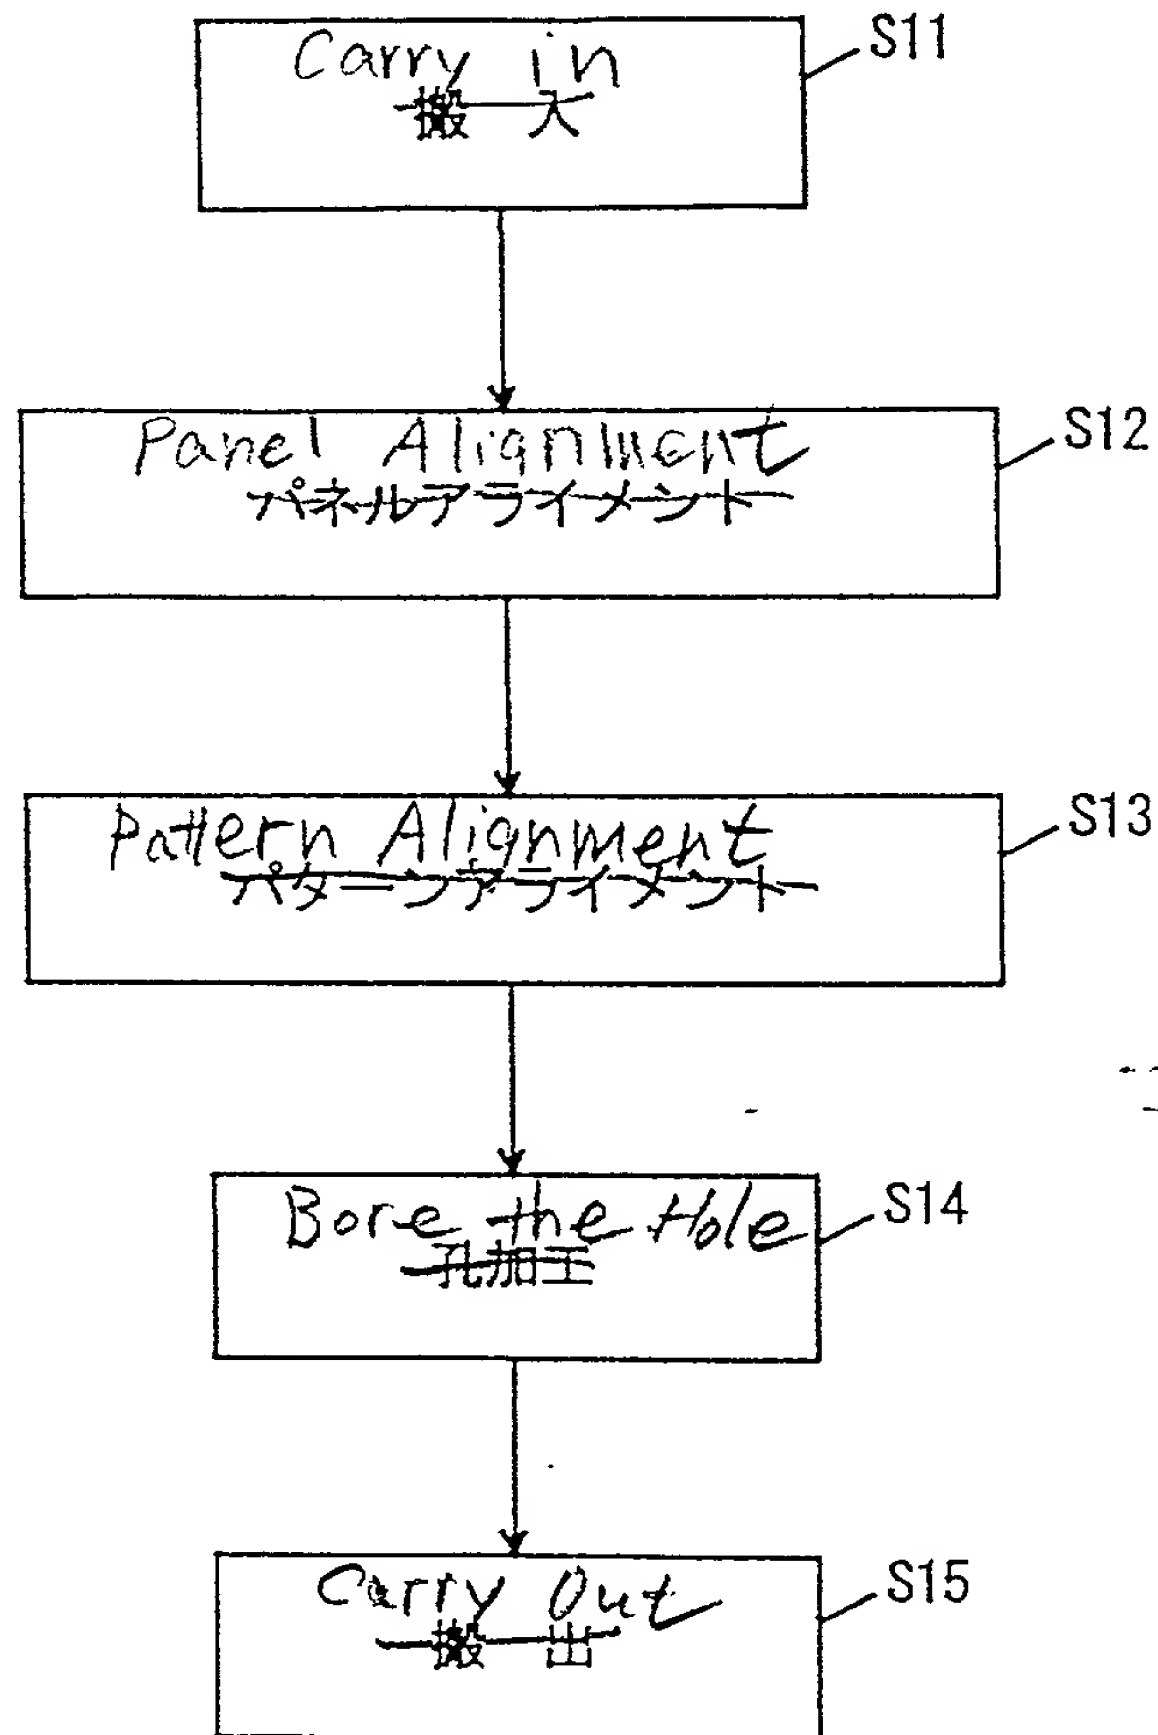 Carry in
搬 入
S11
Panel Alignment
パネルアライメント
S12
Pattern Alignment
パターンアライメント
S13
Bore the Hole
孔加工
S14
Carry Out
搬 出
S15